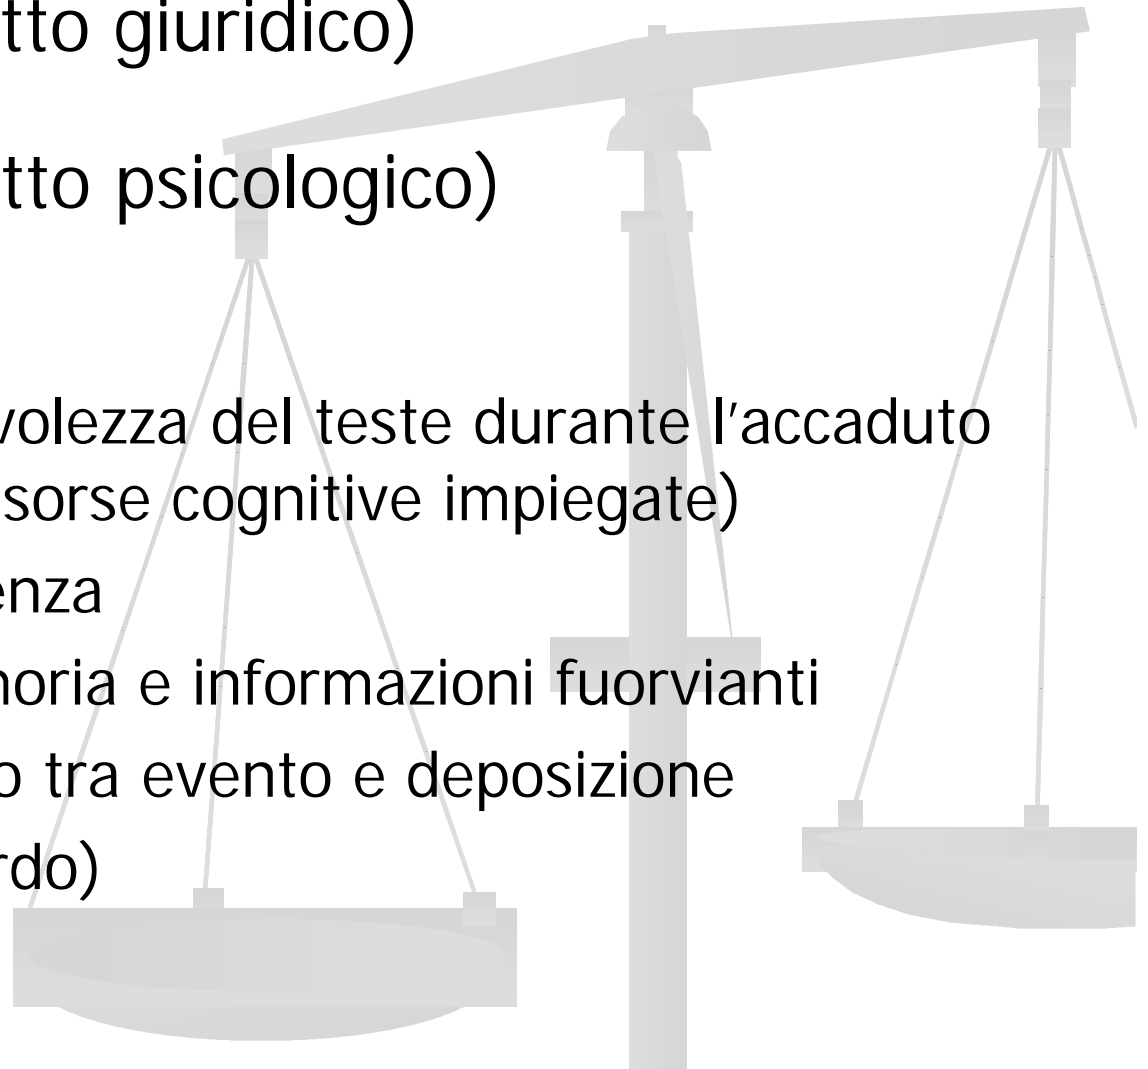 tto giuridico)
tto psicologico)
volezza del teste durante l'accaduto
sorse cognitive impiegate)
enza
noria e informazioni fuorvianti
o tra evento e deposizione
rdo)